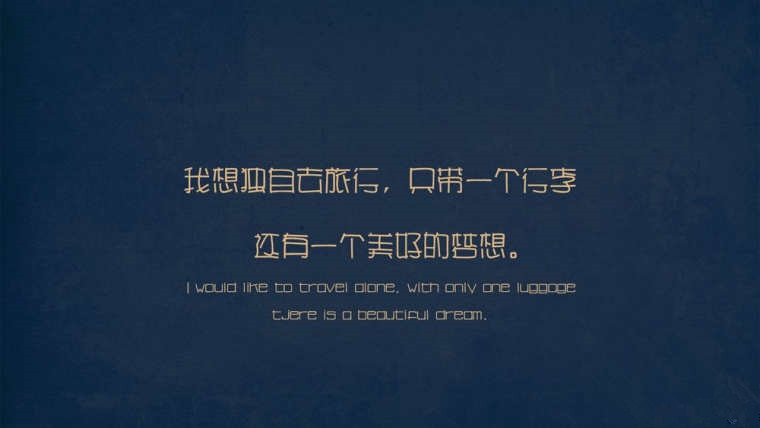 我想独自去旅行，只带一个行李
还有一个美好的梦想。
I would like to travel alone, with only one luggage
tjere is a beautiful dream.